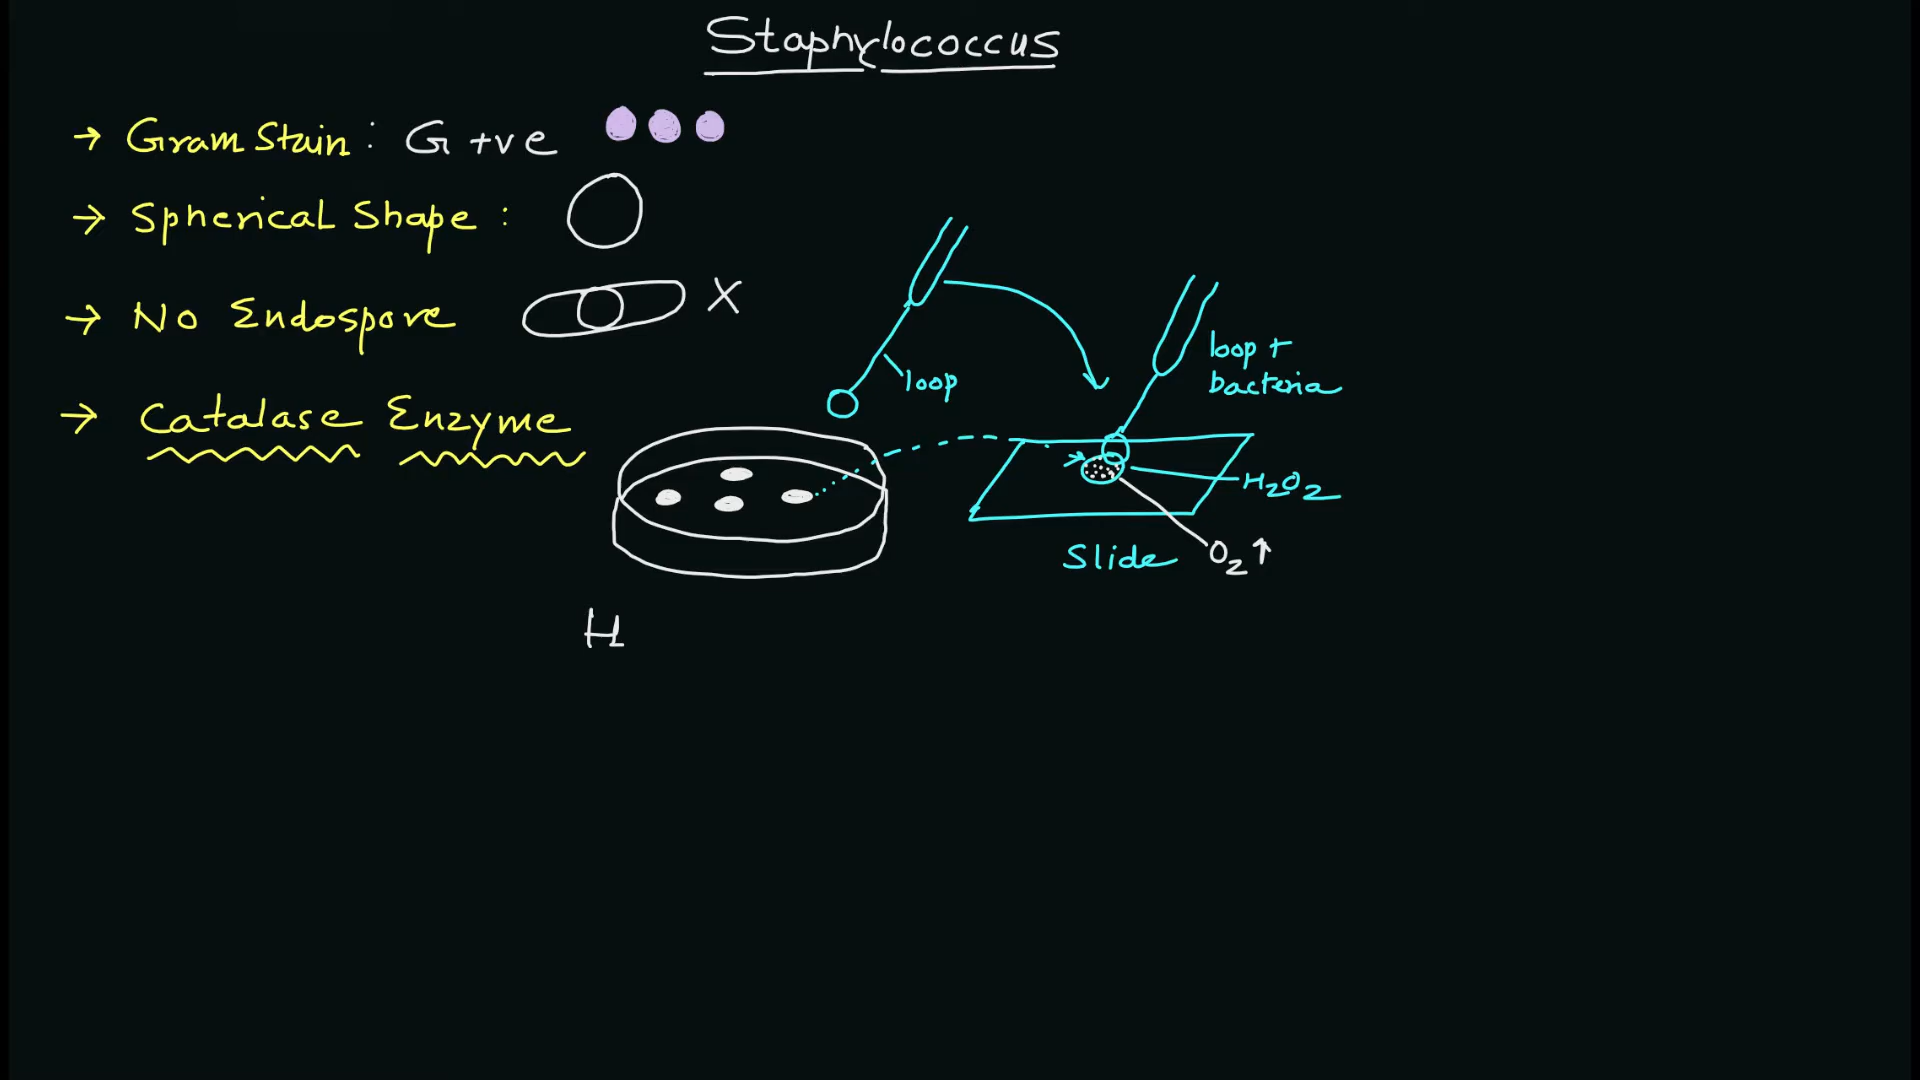 Staphylococcus
→ Gram Stain: G +ve
→ Spherical Shape:
→ No Endospore X
→ Catalase Enzyme
loop
loop +
bacteria
H₂O₂
Slide
O₂↑
H